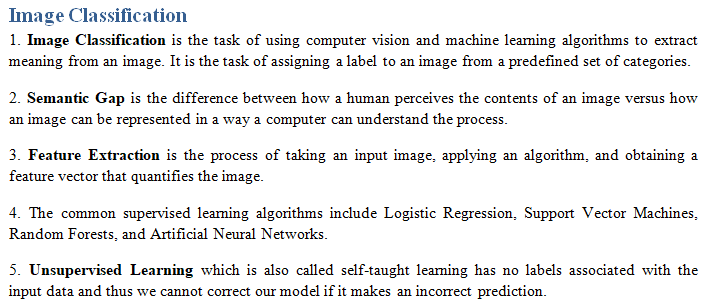 Image Classification
1. Image Classification is the task of using computer vision and machine learning algorithms to extract
meaning from an image. It is the task of assigning a label to an image from a predefined set of categories.
2. Semantic Gap is the difference between how a human perceives the contents of an image versus how
an image can be represented in a way a computer can understand the process.
3. Feature Extraction is the process of taking an input image, applying an algorithm, and obtaining a
feature vector that quantifies the image.
4. The common supervised learning algorithms include Logistic Regression, Support Vector Machines,
Random Forests, and Artificial Neural Networks.
5. Unsupervised Learning which is also called self-taught learning has no labels associated with the
input data and thus we cannot correct our model if it makes an incorrect prediction.